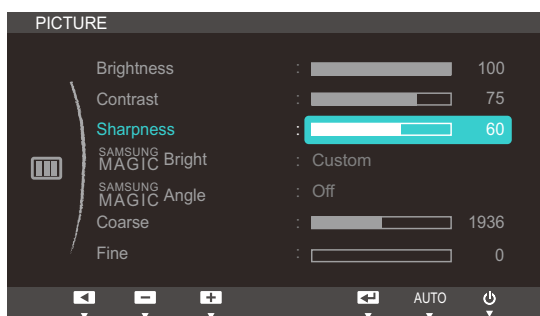 PICTURE
Brightness : 100
Contrast : 75
Sharpness : 60
SAMSUNG MAGIC Bright : Custom
SAMSUNG MAGIC Angle : Off
Coarse : 1936
Fine : 0
AUTO